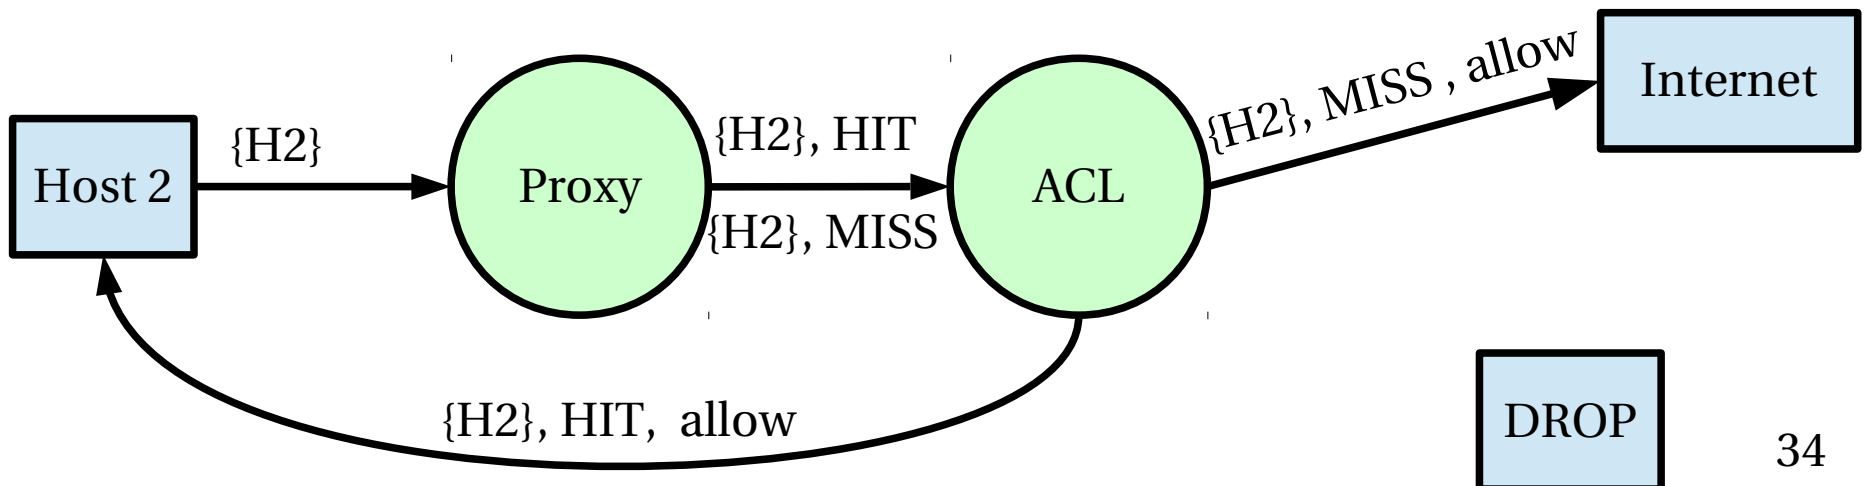 {H2}
{H2}, HIT
{H2}, MISS
{H2}, MISS , allow
Internet
Host 2
Proxy
ACL
{H2}, HIT, allow
DROP
34